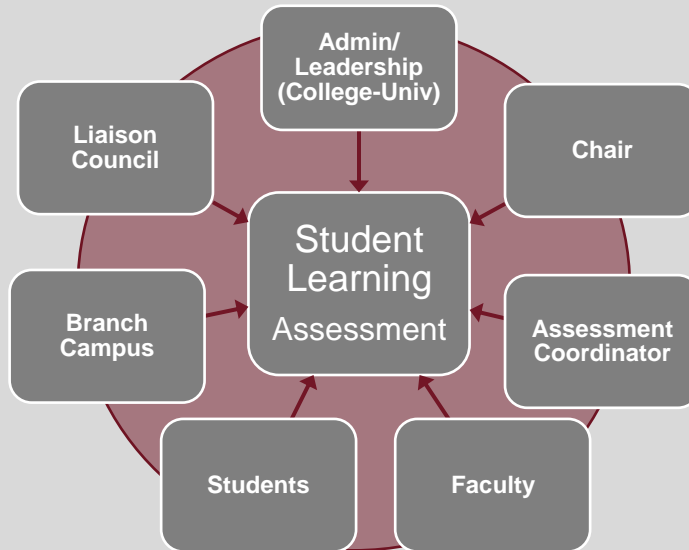 Admin/
Leadership
(College-Univ)
Liaison
Council
Chair
Student
Learning
Assessment
Branch
Campus
Assessment
Coordinator
Students
Faculty